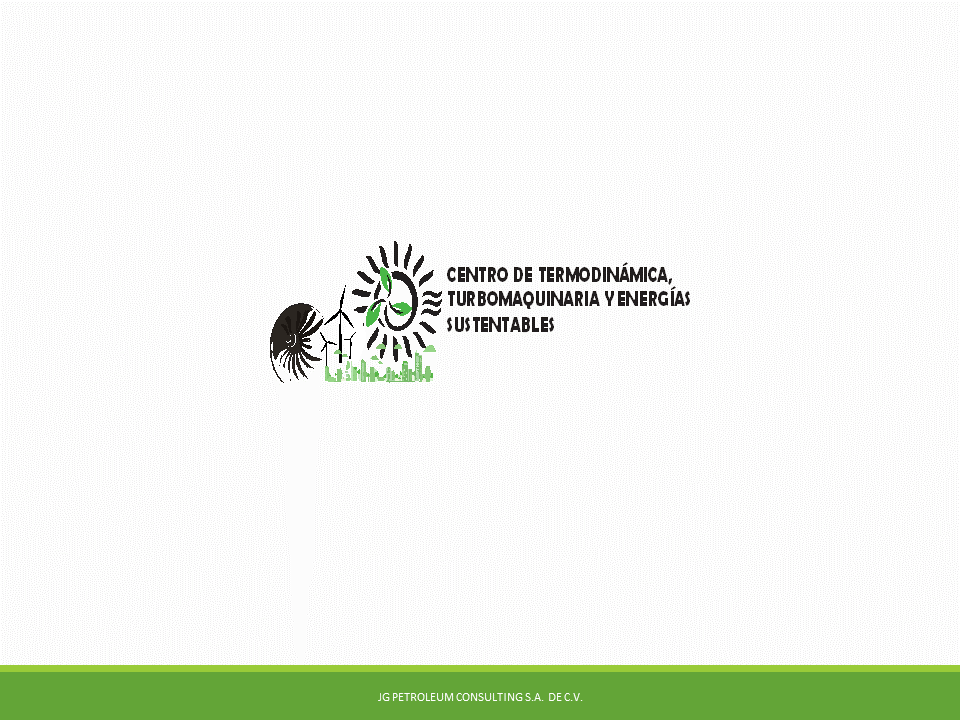 CENTRO DE TERMODINÁMICA,
TURBOMAQUINARIA Y ENERGÍAS
SUSTENTABLES
JG PETROLEUM CONSULTING S.A. DE C.V.